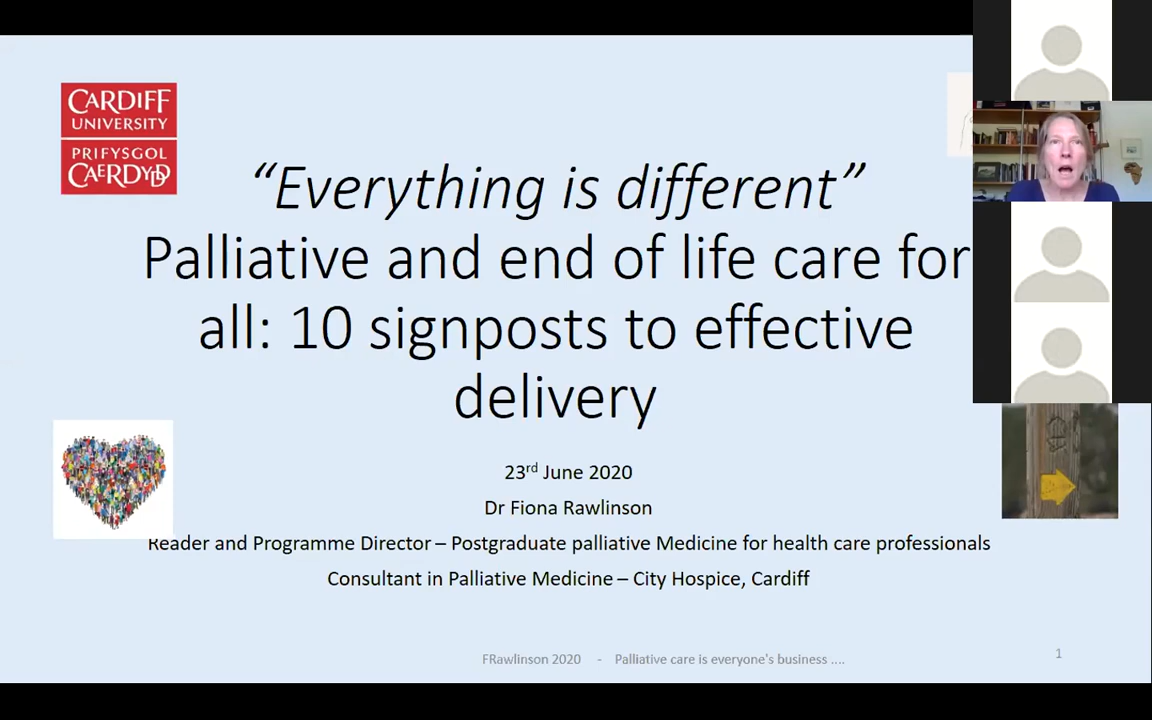 CARDIFF
UNIVERSITY
PRIFYSGOL
CAERDYDD
“Everything is different”
Palliative and end of life care for
all: 10 signposts to effective
delivery
23rd June 2020
Dr Fiona Rawlinson
Reader and Programme Director – Postgraduate palliative Medicine for health care professionals
Consultant in Palliative Medicine – City Hospice, Cardiff
FRawlinson 2020 - Palliative care is everyone's business ....
1